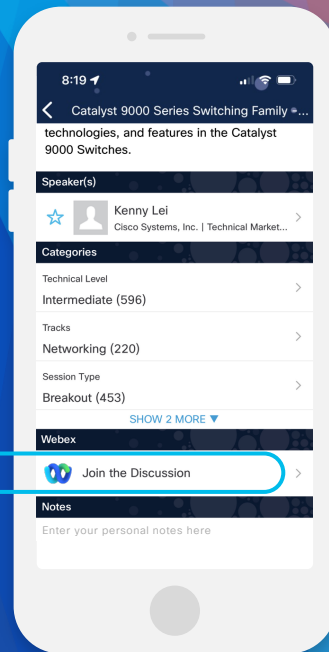 8:19
Catalyst 9000 Series Switching Family ...
technologies, and features in the Catalyst
9000 Switches.
Speaker(s)
Kenny Lei
Cisco Systems, Inc. | Technical Market...
Categories
Technical Level
Intermediate (596)
Tracks
Networking (220)
Session Type
Breakout (453)
SHOW 2 MORE ▼
Webex
Join the Discussion
Notes
Enter your personal notes here